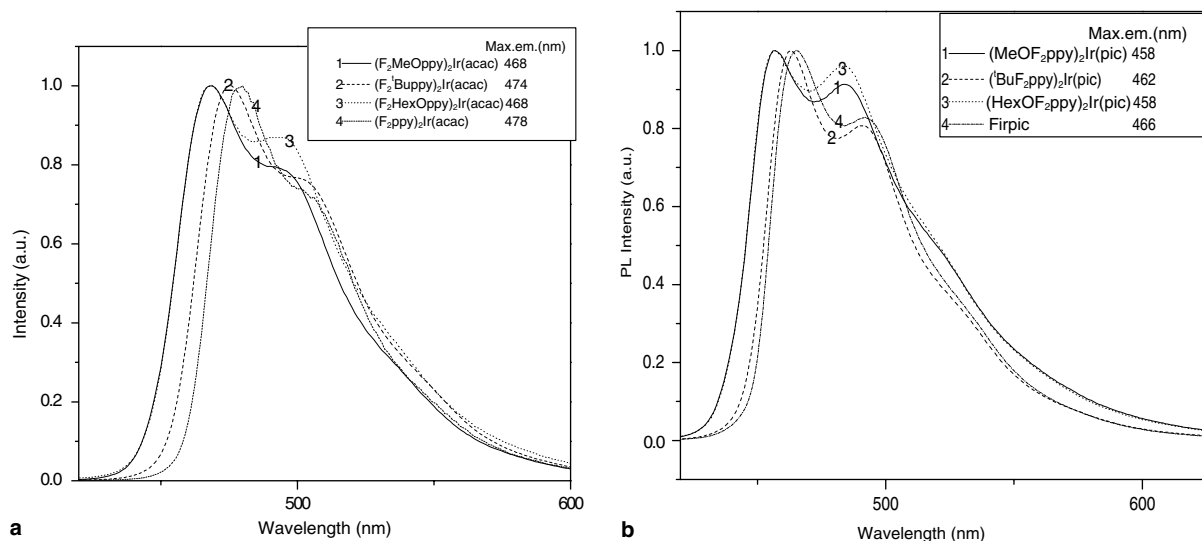 Max.em.(nm)
1 (F₂MeOppy)₂Ir(acac) 468
2 (F₂ᵗBuppy)₂Ir(acac) 474
3 (F₂HexOppy)₂Ir(acac) 468
4 (F₂ppy)₂Ir(acac) 478
1.0
0.8
0.6
0.4
0.2
0.0
Intensity (a.u.)
2
4
3
1
500
600
Wavelength (nm)
a
Max.em.(nm)
1 (MeOF₂ppy)₂Ir(pic) 458
2 (ᵗBuF₂ppy)₂Ir(pic) 462
3 (HexOF₂ppy)₂Ir(pic) 458
4 Firpic 466
1.0
0.8
0.6
0.4
0.2
0.0
PL Intensity (a.u.)
3
1
4
2
450
500
550
600
Wavelength (nm)
b